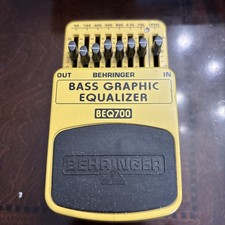 OUT BEHRINGER IN
BASS GRAPHIC
EQUALIZER
BEQ700
BEHRINGER